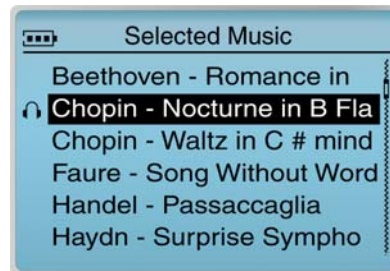 Selected Music
Beethoven - Romance in
Chopin - Nocturne in B Fla
Chopin - Waltz in C # mind
Faure - Song Without Word
Handel - Passaccaglia
Haydn - Surprise Sympho